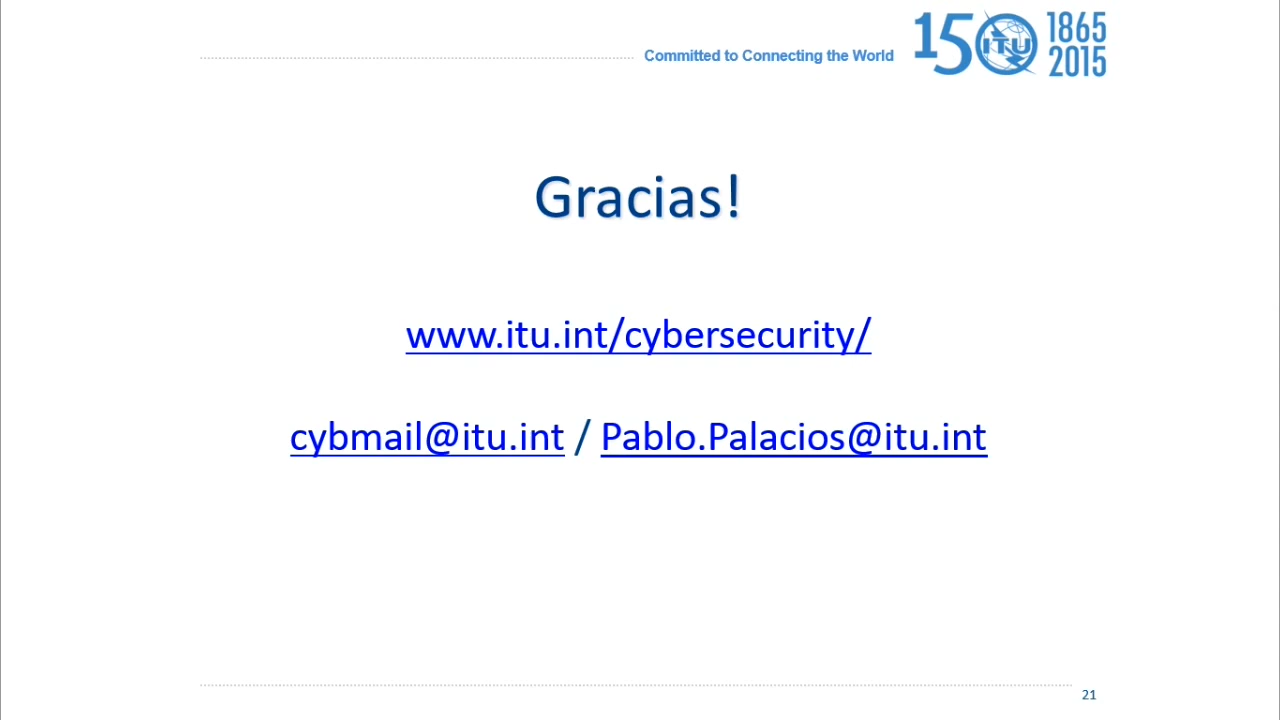 Committed to Connecting the World
150 ITU 1865 2015
Gracias!
www.itu.int/cybersecurity/
cybmail@itu.int / Pablo.Palacios@itu.int
21